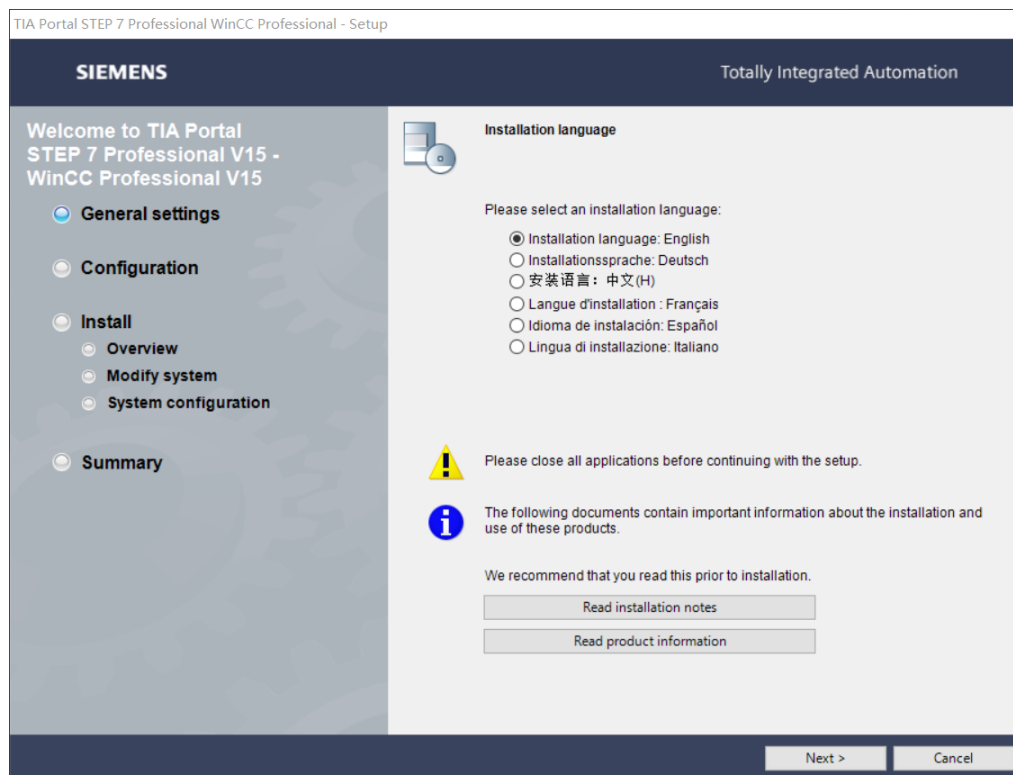 TIA Portal STEP 7 Professional WinCC Professional - Setup
SIEMENS
Totally Integrated Automation
Welcome to TIA Portal
STEP 7 Professional V15 -
WinCC Professional V15
General settings
Configuration
Install
Overview
Modify system
System configuration
Summary
Installation language
Please select an installation language:
Installation language: English
Installationssprache: Deutsch
安装语言：中文(H)
Langue d'installation : Français
Idioma de instalación: Español
Lingua di installazione: Italiano
Please close all applications before continuing with the setup.
The following documents contain important information about the installation and
use of these products.
We recommend that you read this prior to installation.
Read installation notes
Read product information
Next >
Cancel